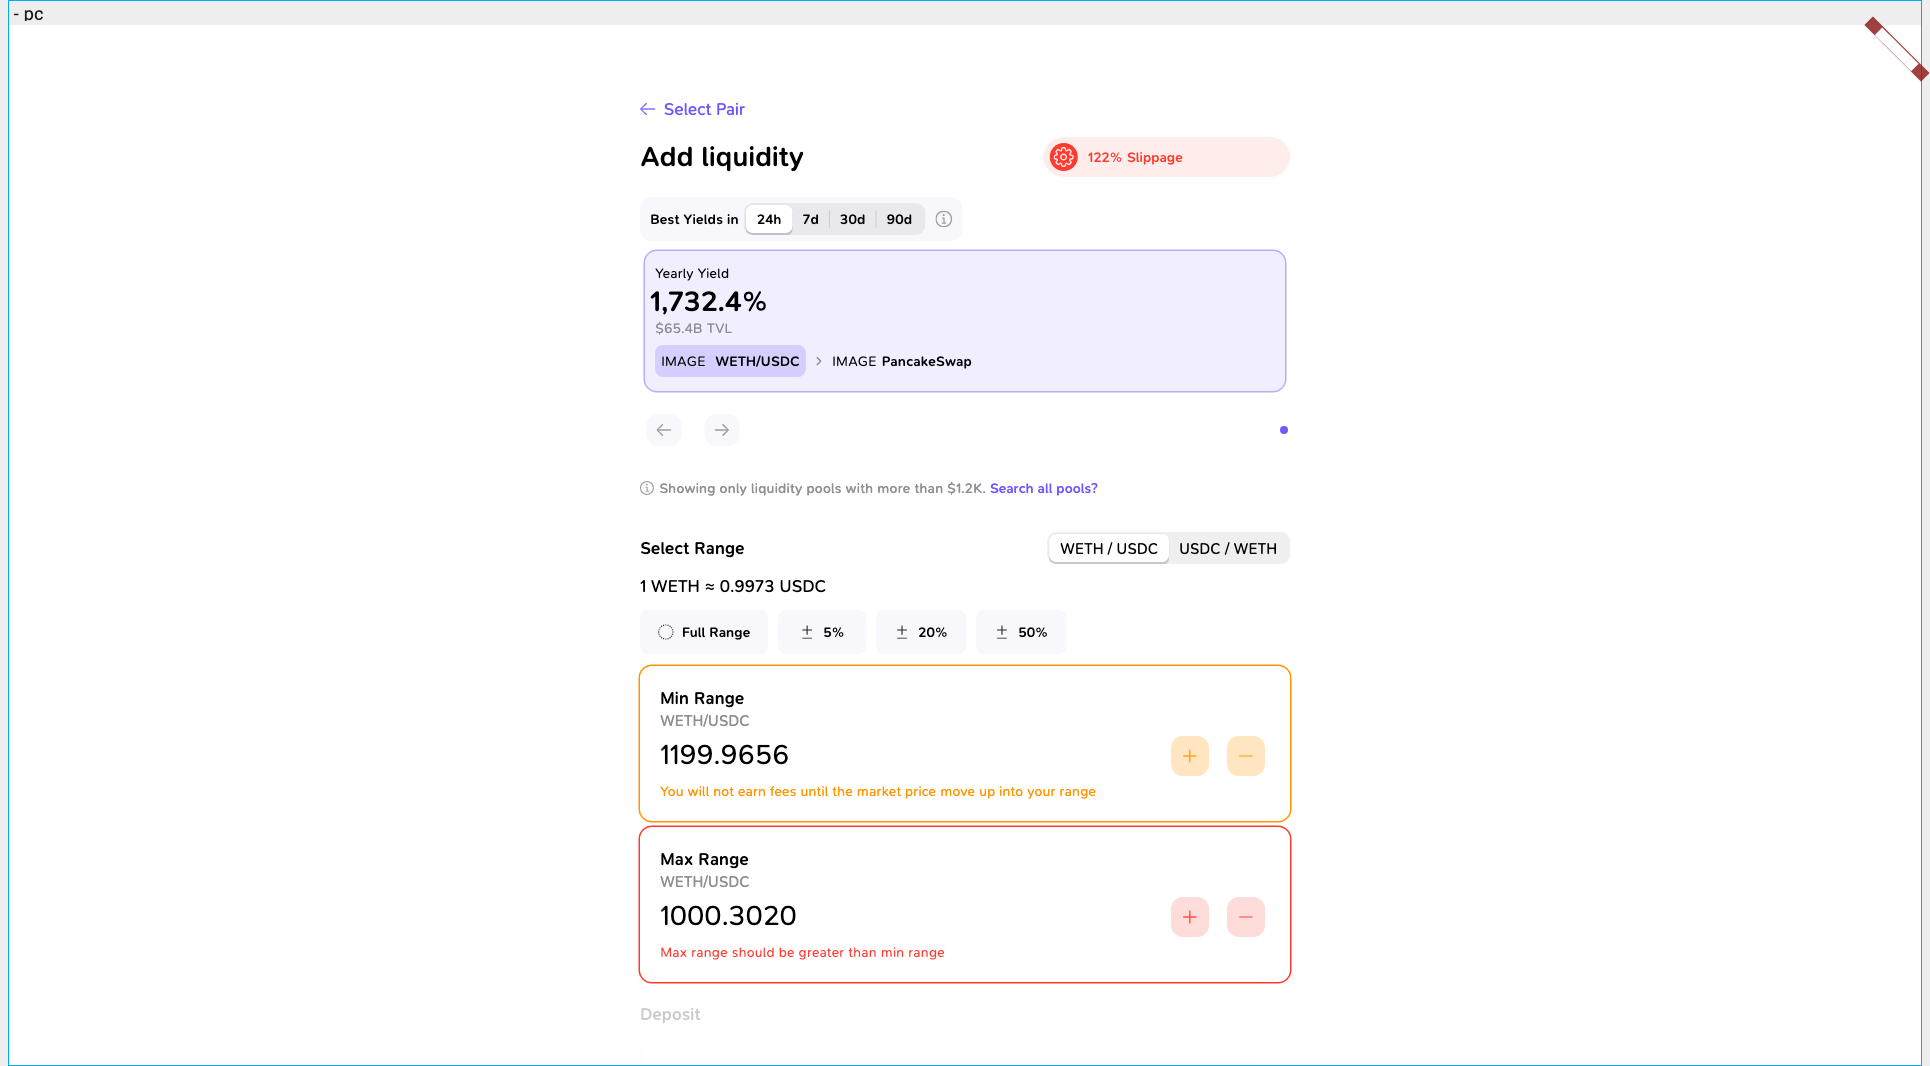 - pc
Select Pair
Add liquidity
122% Slippage
Best Yields in 24h 7d 30d 90d
Yearly Yield
1,732.4%
$65.4B TVL
IMAGE WETH/USDC > IMAGE PancakeSwap
Showing only liquidity pools with more than $1.2K. Search all pools?
Select Range
WETH / USDC USDC / WETH
1 WETH ≈ 0.9973 USDC
Full Range ± 5% ± 20% ± 50%
Min Range
WETH/USDC
1199.9656
You will not earn fees until the market price move up into your range
Max Range
WETH/USDC
1000.3020
Max range should be greater than min range
Deposit